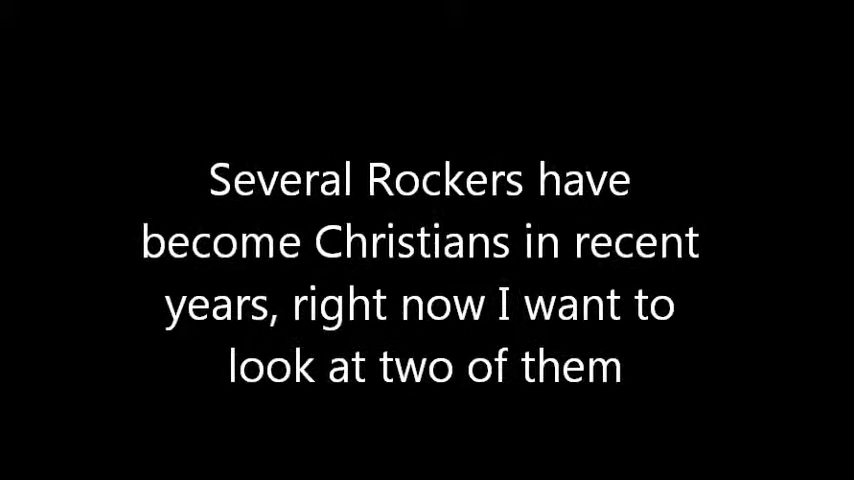 Several Rockers have
become Christians in recent
years, right now I want to
look at two of them